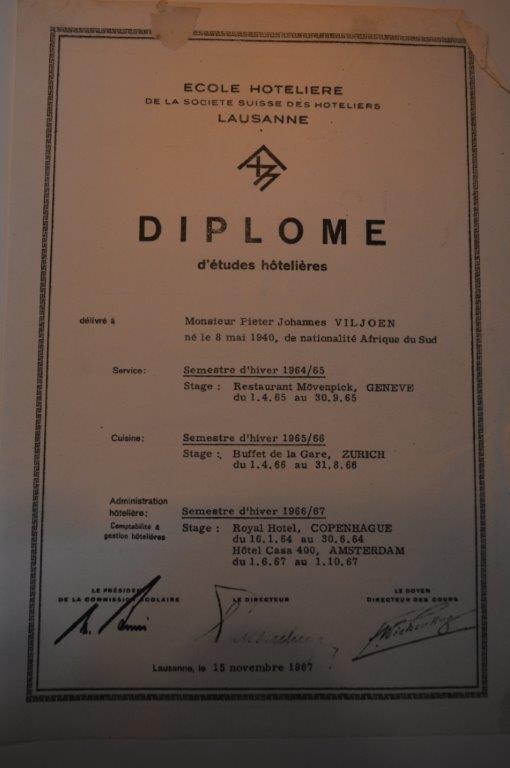 ECOLE HOTELIERE
DE LA SOCIETE SUISSE DES HOTELIERS
LAUSANNE
DIPLOME
d'études hôtelières
délivré à Monsieur Pieter Johannes VILJOEN
né le 8 mai 1940, de nationalité Afrique du Sud
Service: Semestre d'hiver 1964/65
Stage : Restaurant Mövenpick, GENEVE
du 1.4.65 au 30.9.65
Cuisine: Semestre d'hiver 1965/66
Stage : Buffet de la Gare, ZURICH
du 1.4.66 au 31.8.66
Administration
hôtelière: Semestre d'hiver 1966/67
Comptabilité & Stage : Royal Hotel, COPENHAGUE
gestion hôtelières du 16.1.64 au 30.6.64
Hôtel Casa 400, AMSTERDAM
du 1.6.67 au 1.10.67
LE PRÉSIDENT LE DIRECTEUR LE DOYEN
DE LA COMMISSION SCOLAIRE DIRECTEUR DES COURS
Lausanne, le 15 novembre 1967